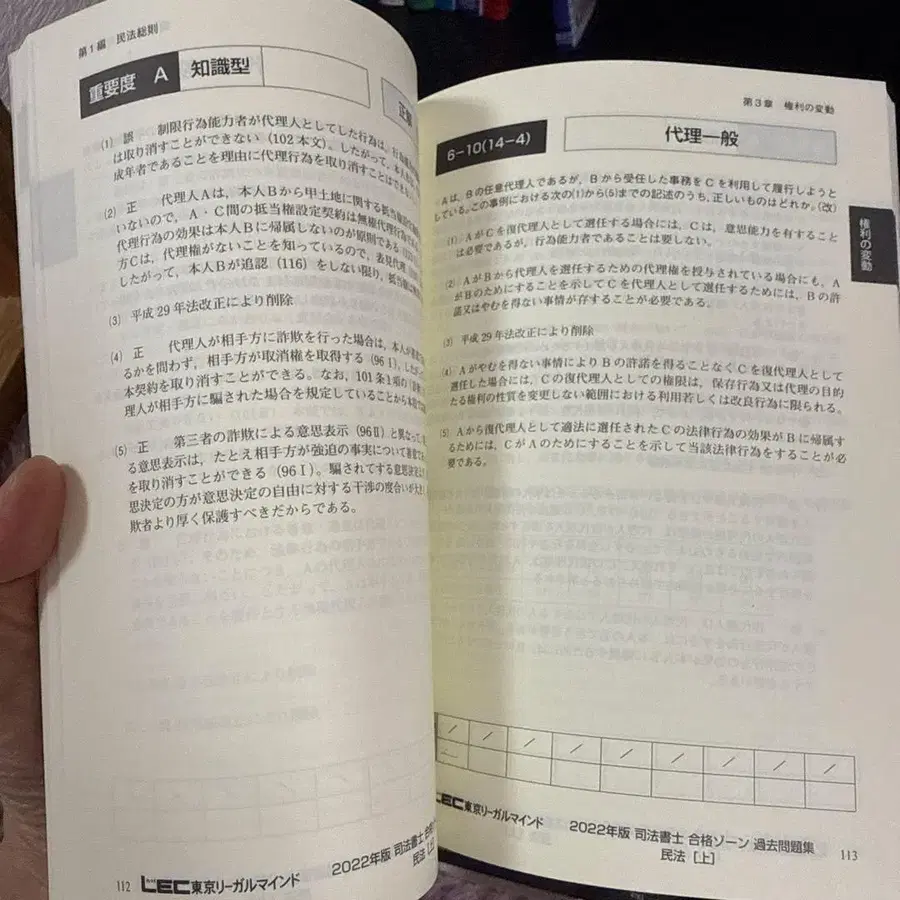 第1編 民法総則
重要度 A 知識型
正解
(1) 誤 制限行為能力者が代理人としてした行為は、行為能
は取り消すことができない(102本文)。したがって、本人
成年者であることを理由に代理行為を取り消すことはでき
(2) 正 代理人Aは、本人Bから甲土地に関する抵当権設定
いないので、A・C間の抵当権設定契約は無権代理行為
代理行為の効果は本人Bに帰属しないのが原則である(113
方Cは、代理権がないことを知っているので、表見代理
したがって、本人Bが追認(116)をしない限り、抵当権
(3) 平成29年法改正により削除
(4) 正 代理人が相手方に詐欺を行った場合は、本人が
るかを問わず、相手方が取消権を取得する(96Ⅰ)。した
本契約を取り消すことができる。なお、101条1項の「
理人が相手方に騙された場合を規定していることから
(5) 正 第三者の詐欺による意思表示(96Ⅱ)と異なって、
る意思表示は、たとえ相手方が強迫の事実について善意
を取り消すことができる(96Ⅰ)。騙されてする意思決定
思決定の方が意思決定の自由に対する干渉の度合いが大
欺者より厚く保護すべきだからである。
2022年版 司法書士 合格
民法[上]
112 LEC東京リーガルマインド
第3章 権利の変動
6-10(14-4) 代理一般
Aは、Bの任意代理人であるが、Bから受任した事務をCを利用して履行しようと
している。この事例における次の(1)から(5)までの記述のうち、正しいものはどれか。(改)
(1) AがCを復代理人として選任する場合には、Cは、意思能力を有すること
は必要であるが、行為能力者であることは要しない。
(2) AがBから代理人を選任するための代理権を授与されている場合にも、A
がBのためにすることを示してCを代理人として選任するためには、Bの許
諾又はやむを得ない事情が存することが必要である。
(3) 平成29年法改正により削除
(4) Aがやむを得ない事情によりBの許諾を得ることなくCを復代理人として
選任した場合には、Cの復代理人としての権限は、保存行為又は代理の目的
たる権利の性質を変更しない範囲における利用若しくは改良行為に限られる。
(5) Aから復代理人として適法に選任されたCの法律行為の効果がBに帰属す
るためには、CがAのためにすることを示して当該法律行為をすることが必
要である。
権利の変動
LEC東京リーガルマインド
2022年版 司法書士 合格ゾーン 過去問題集
民法[上]
113